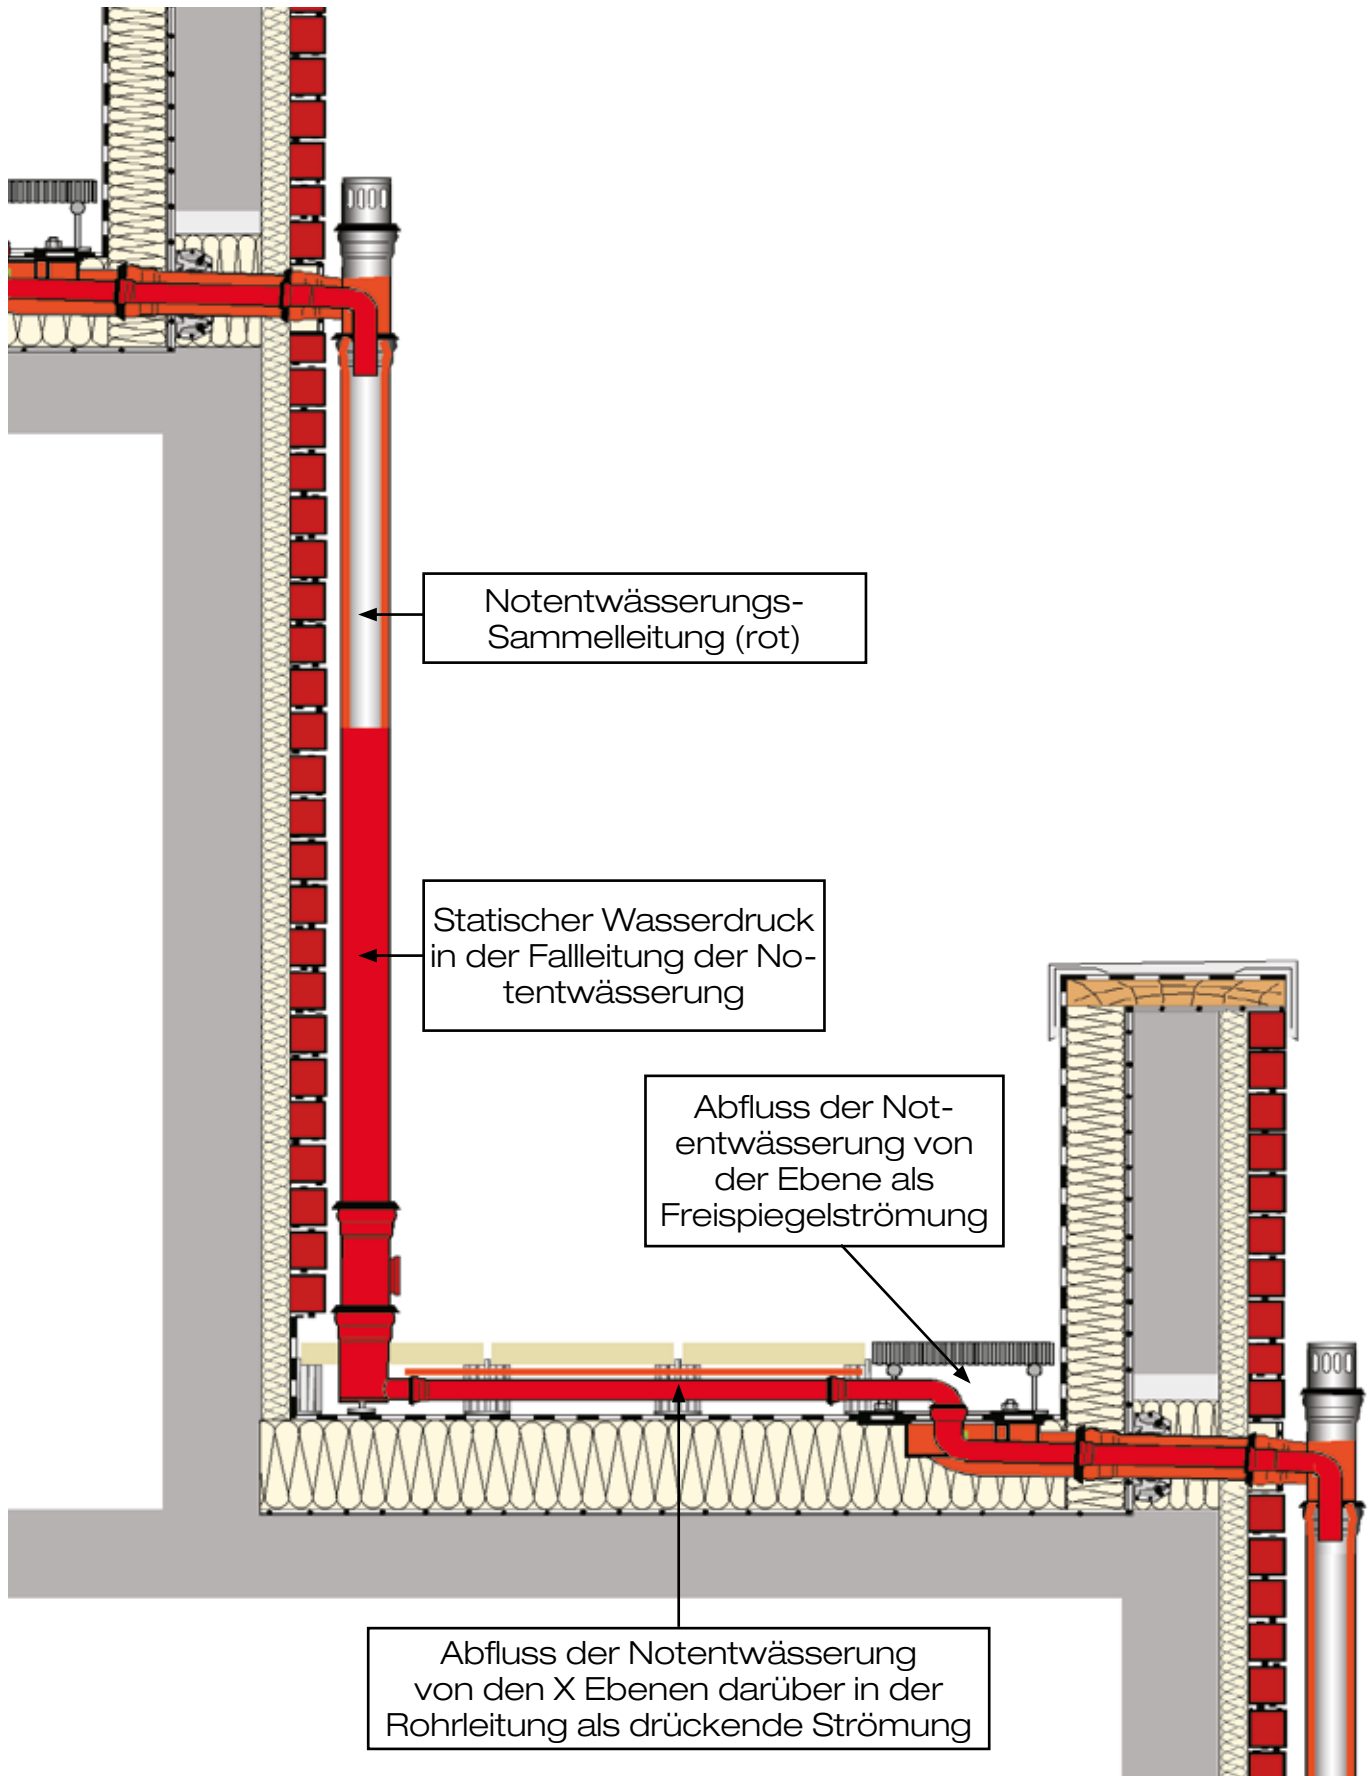 Notentwässerungs-
Sammelleitung (rot)
Statischer Wasserdruck
in der Fallleitung der No-
tentwässerung
Abfluss der Not-
entwässerung von
der Ebene als
Freispiegelströmung
Abfluss der Notentwässerung
von den X Ebenen darüber in der
Rohrleitung als drückende Strömung